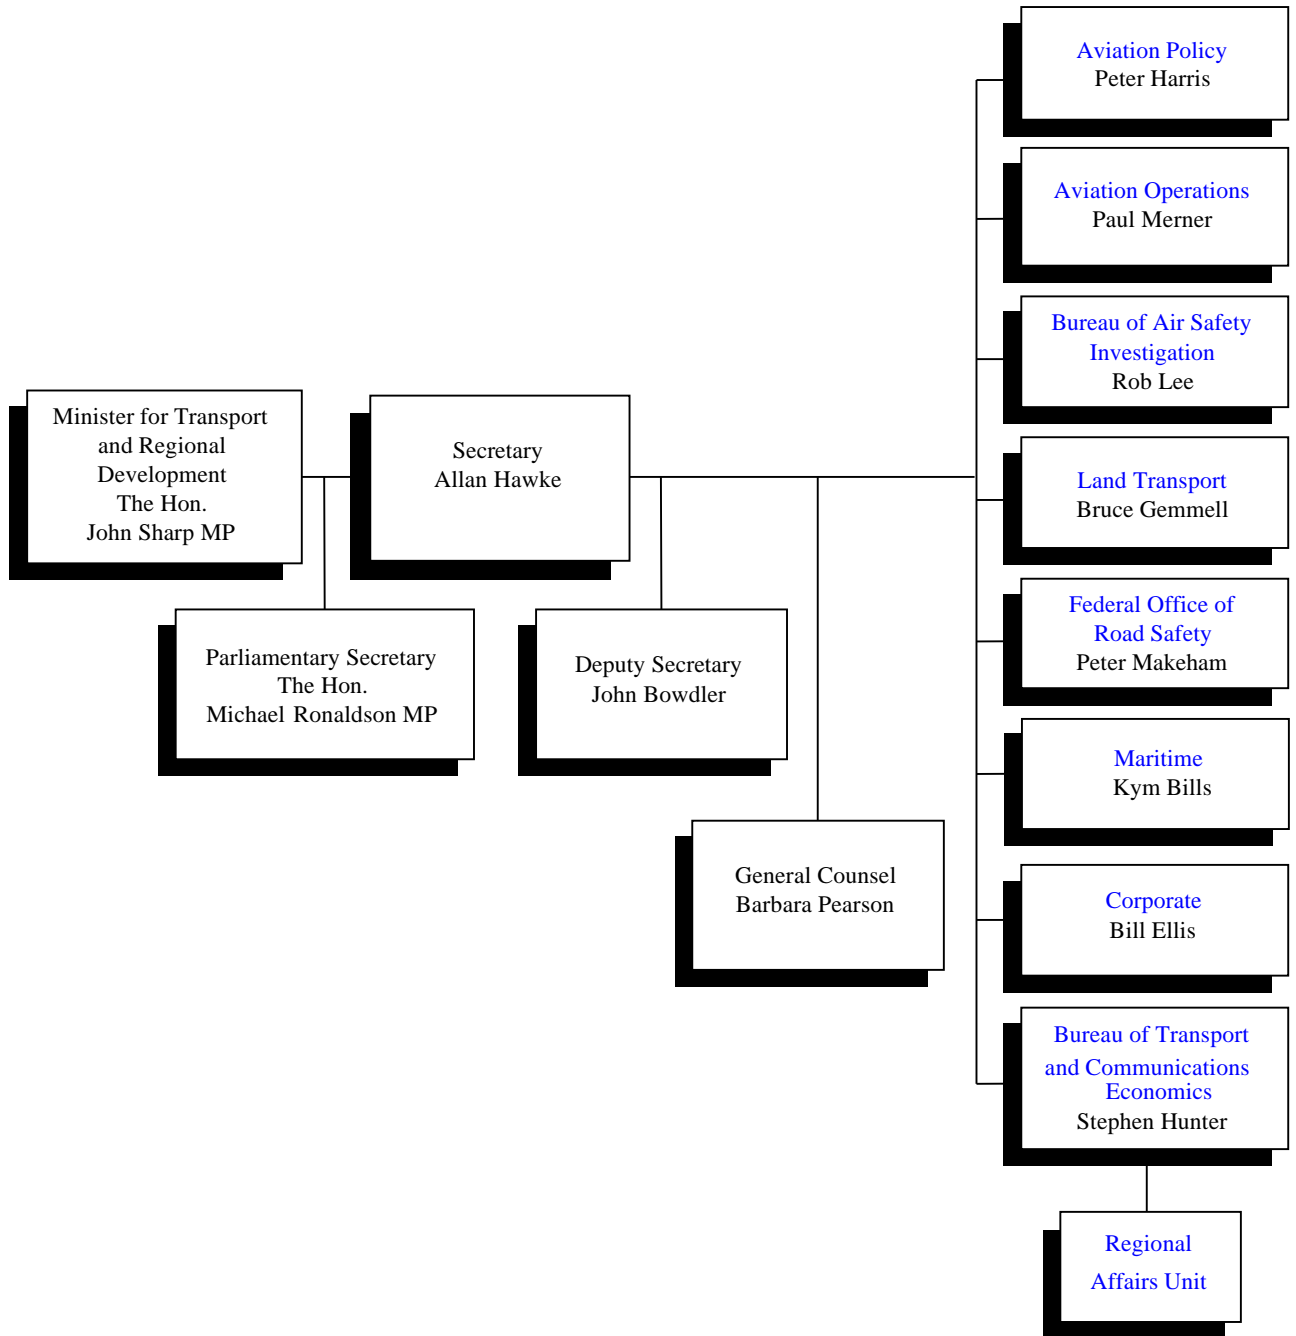 Minister for Transport
and Regional
Development
The Hon.
John Sharp MP
Parliamentary Secretary
The Hon.
Michael Ronaldson MP
Secretary
Allan Hawke
Deputy Secretary
John Bowdler
General Counsel
Barbara Pearson
Aviation Policy
Peter Harris
Aviation Operations
Paul Merner
Bureau of Air Safety
Investigation
Rob Lee
Land Transport
Bruce Gemmell
Federal Office of
Road Safety
Peter Makeham
Maritime
Kym Bills
Corporate
Bill Ellis
Bureau of Transport
and Communications
Economics
Stephen Hunter
Regional
Affairs Unit